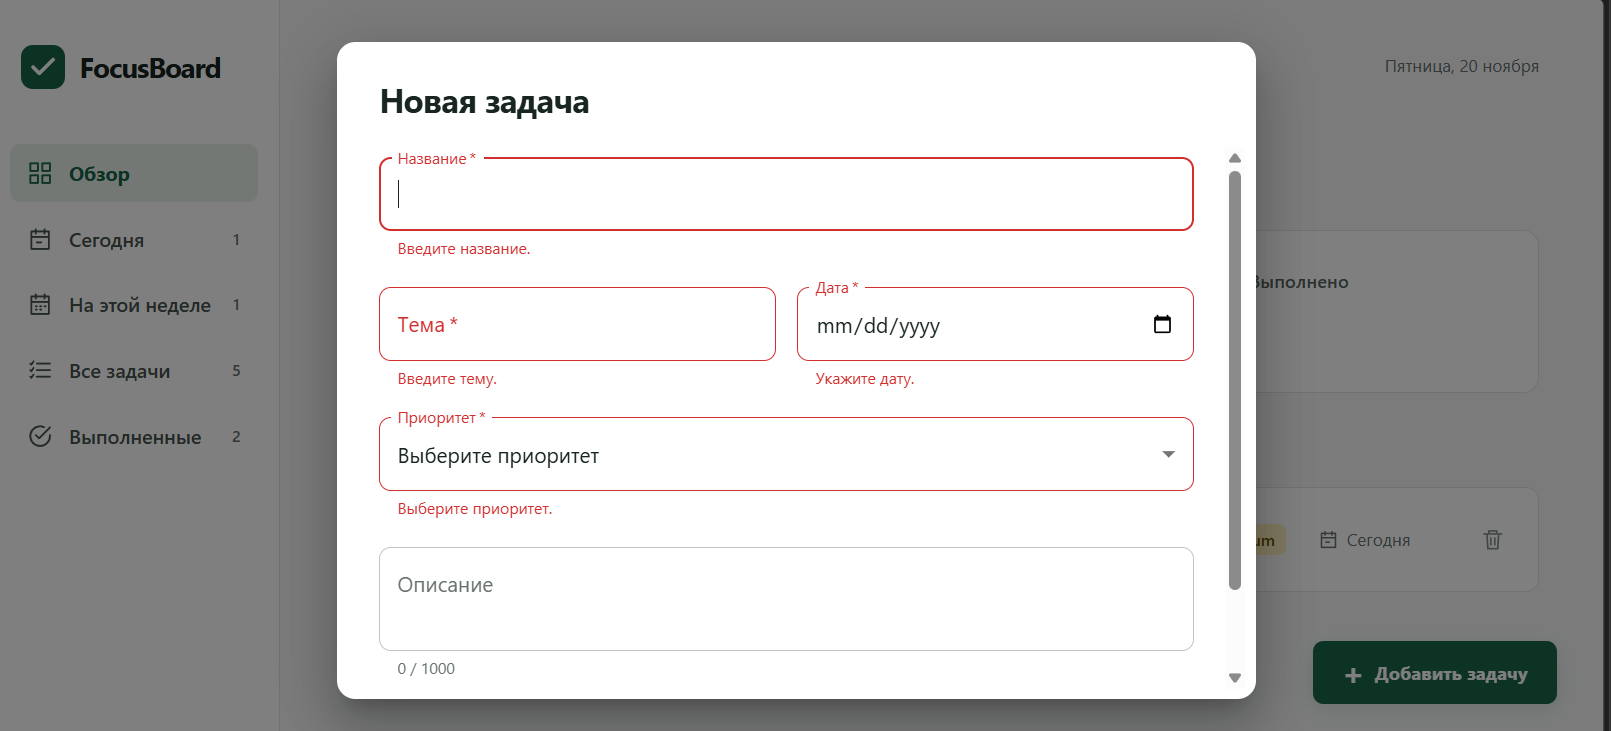 FocusBoard
Обзор
Сегодня 1
На этой неделе 1
Все задачи 5
Выполненные 2
Пятница, 20 ноября
Новая задача
Название *
Введите название.
Тема *
Введите тему.
Дата *
mm/dd/yyyy
Укажите дату.
Приоритет *
Выберите приоритет
Выберите приоритет.
Описание
0 / 1000
Выполнено
Сегодня
+ Добавить задачу